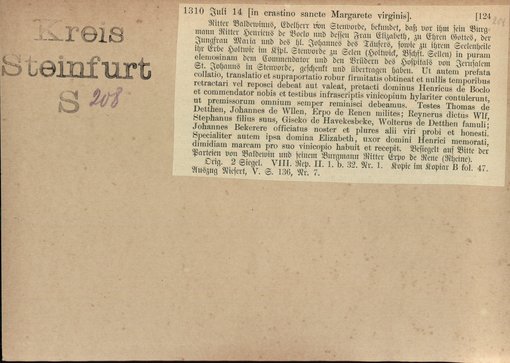 Kreis
Steinfurt
S 208
1310 Juli 14 [in crastino sancte Margarete virginis]. [124
Ritter Baldewinus, Edelherr von Steworde, bekundet, daß vor ihm sein Burg-
mann Ritter Henricus de Boclo und dessen Frau Elizabeth, zu Ehren Gottes, der
Jungfrau Maria und des hl. Johannes des Täufers, sowie zu ihrem Seelenheile
ihr Erbe Holtwic im Kspl. Steworde zu Selen (Holtwick, Bschft. Sellen) in puram
elemosinam dem Commendator und den Brüdern des Hospitals von Jerusalem
St. Johannis in Steworde, geschenkt und übertragen haben. Ut autem prefata
collatio, translatio et supraportatio robur firmitatis obtineat et nullis temporibus
retractari vel reposci debeat aut valeat, pretacti dominus Henricus de Boclo
et commendator nobis et testibus infrascriptis vinicopium hylariter contulerunt,
ut premissorum omnium semper reminisci debeamus. Testes Thomas de
Detthen, Johannes de Wllen, Erpo de Renen milites; Reynerus dictus Wlf,
Stephanus filius suus, Giseko de Havekesbeke, Wolterus de Detthen famuli;
Johannes Bekerere officiatus noster et plures alii viri probi et honesti.
Specialiter autem ipsa domina Elizabeth, uxor domini Henrici memorati,
dimidiam marcam pro suo vinicopio habuit et recepit. Besiegelt auf Bitte der
Parteien von Baldewin und seinem Burgmann Ritter Erpo de Rene (Rheine).
Orig. 2 Siegel. VIII. Rep. II. 1. b. 32. Nr. 1. Kopie im Kopiar B fol. 47.
Auszug Niesert, V. S. 136, Nr. 7.